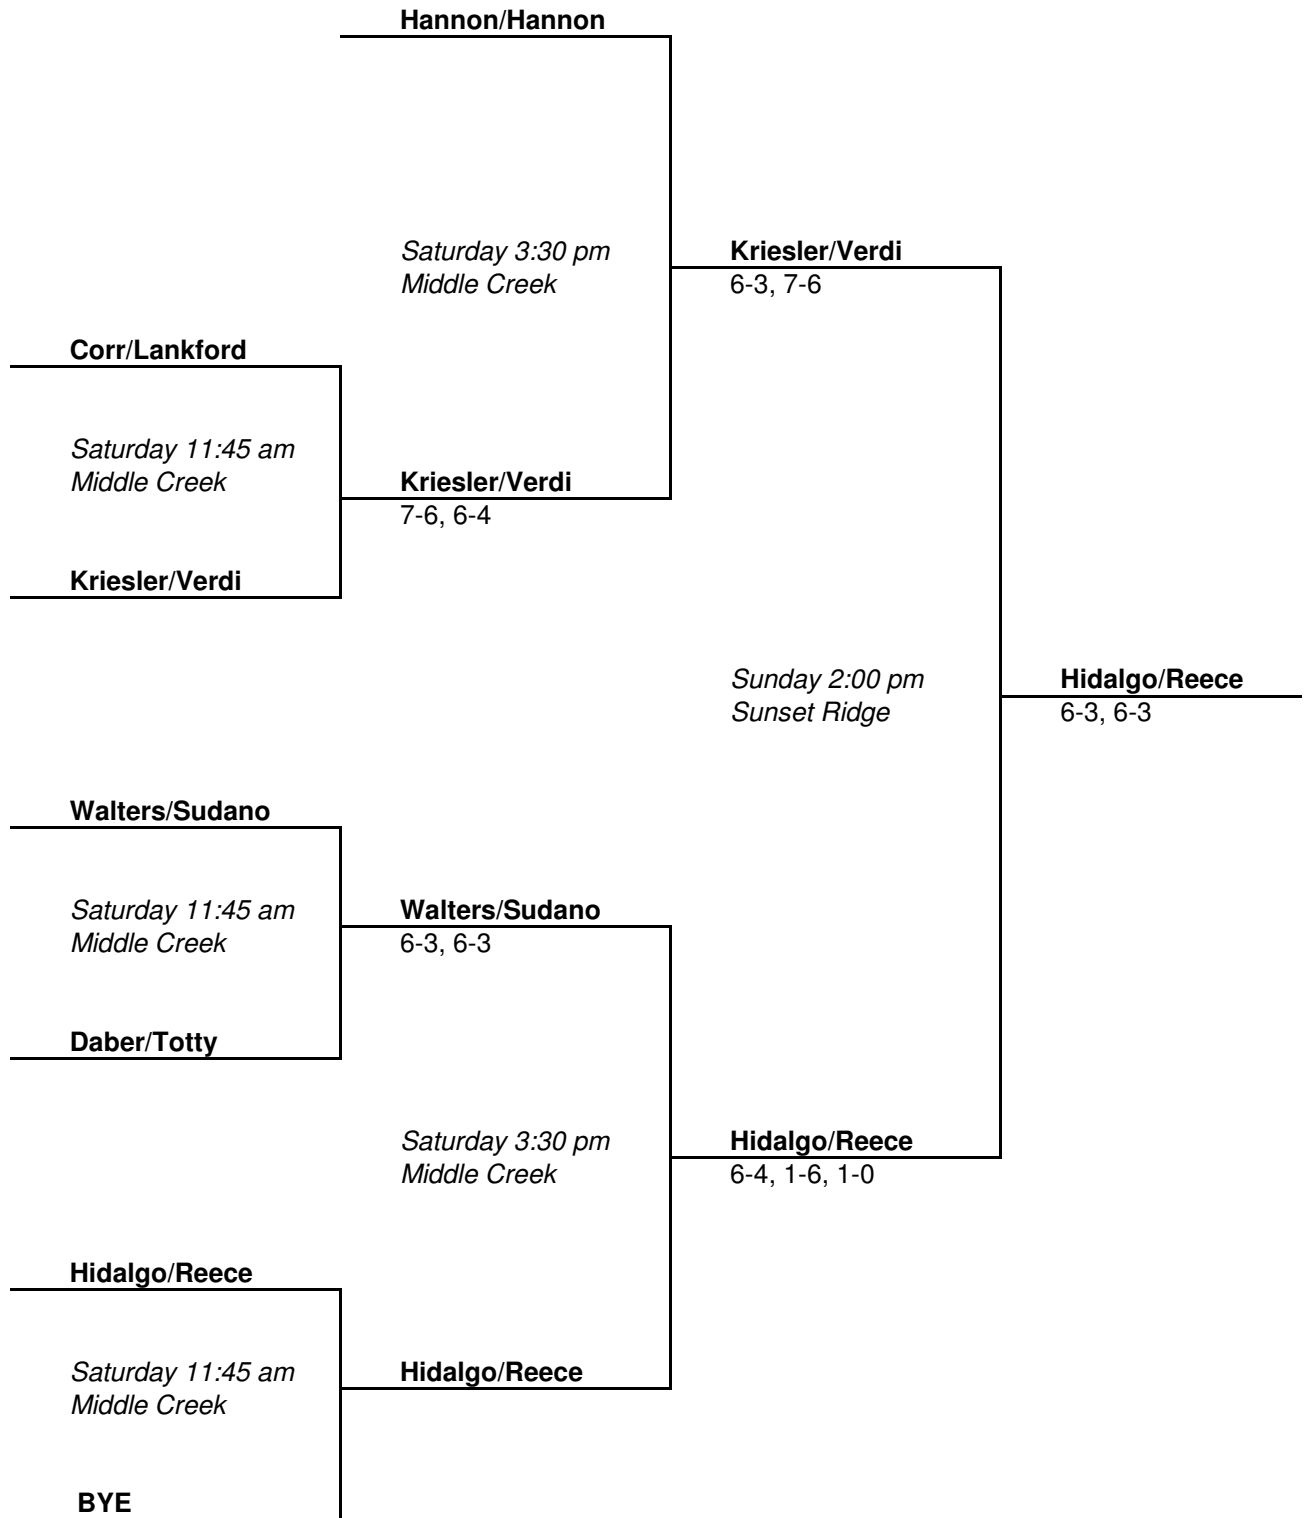 Hannon/Hannon
Saturday 3:30 pm
Middle Creek
Kriesler/Verdi
6-3, 7-6
Corr/Lankford
Saturday 11:45 am
Middle Creek
Kriesler/Verdi
7-6, 6-4
Kriesler/Verdi
Sunday 2:00 pm
Sunset Ridge
Hidalgo/Reece
6-3, 6-3
Walters/Sudano
Saturday 11:45 am
Middle Creek
Walters/Sudano
6-3, 6-3
Daber/Totty
Saturday 3:30 pm
Middle Creek
Hidalgo/Reece
6-4, 1-6, 1-0
Hidalgo/Reece
Saturday 11:45 am
Middle Creek
Hidalgo/Reece
BYE